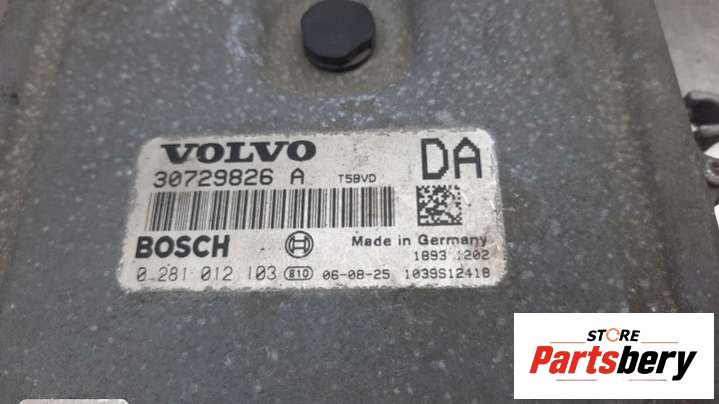 VOLVO
DA
30729826 A T58VD
BOSCH Made in Germany
1893 1202
0 281 012 103 810 06-08-25 1039S12418
STORE
Partsbery